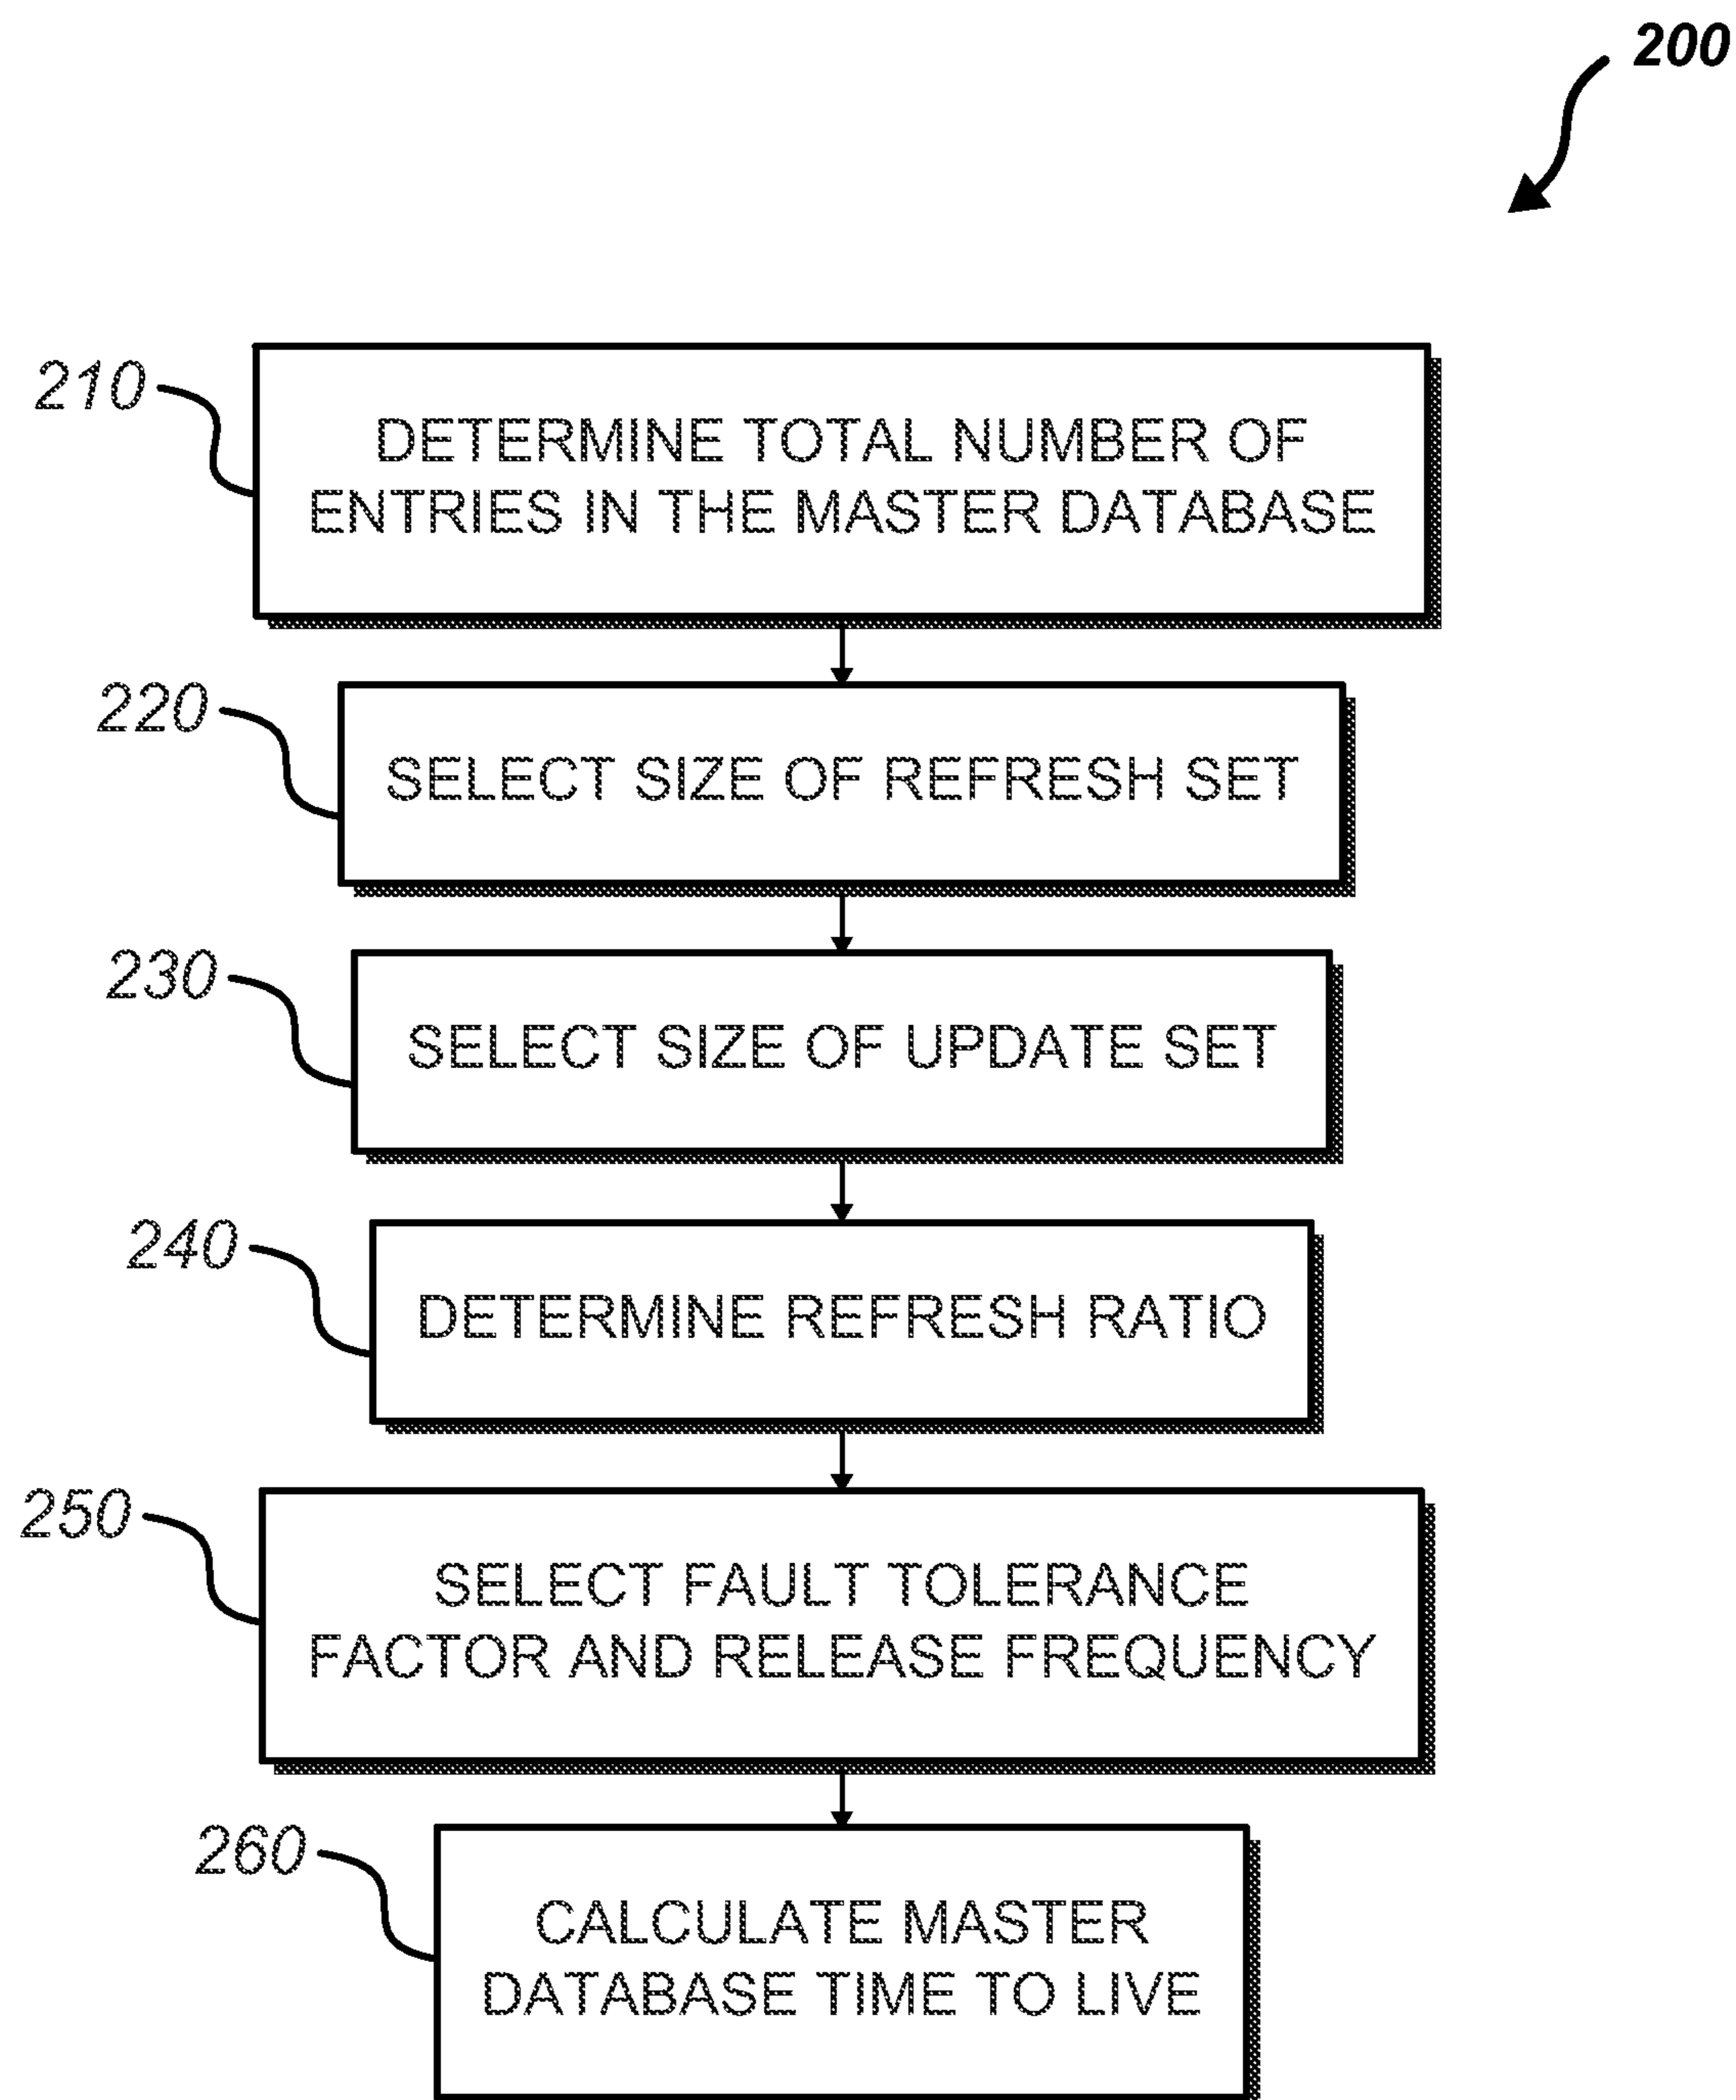 200
210
DETERMINE TOTAL NUMBER OF
ENTRIES IN THE MASTER DATABASE
220
SELECT SIZE OF REFRESH SET
230
SELECT SIZE OF UPDATE SET
240
DETERMINE REFRESH RATIO
250
SELECT FAULT TOLERANCE
FACTOR AND RELEASE FREQUENCY
260
CALCULATE MASTER
DATABASE TIME TO LIVE